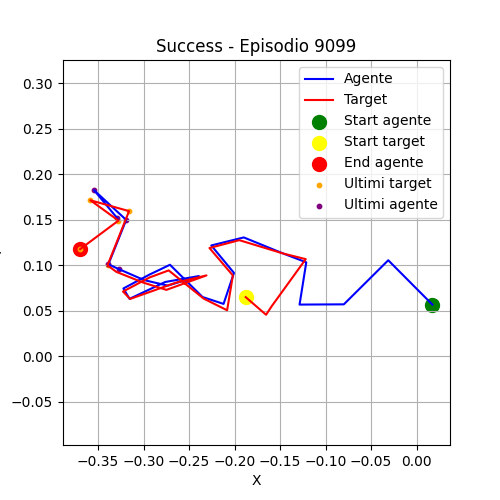 Success - Episodio 9099
Agente
Target
Start agente
Start target
End agente
Ultimi target
Ultimi agente
0.30
0.25
0.20
0.15
0.10
0.05
0.00
−0.05
−0.35 −0.30 −0.25 −0.20 −0.15 −0.10 −0.05 0.00
X